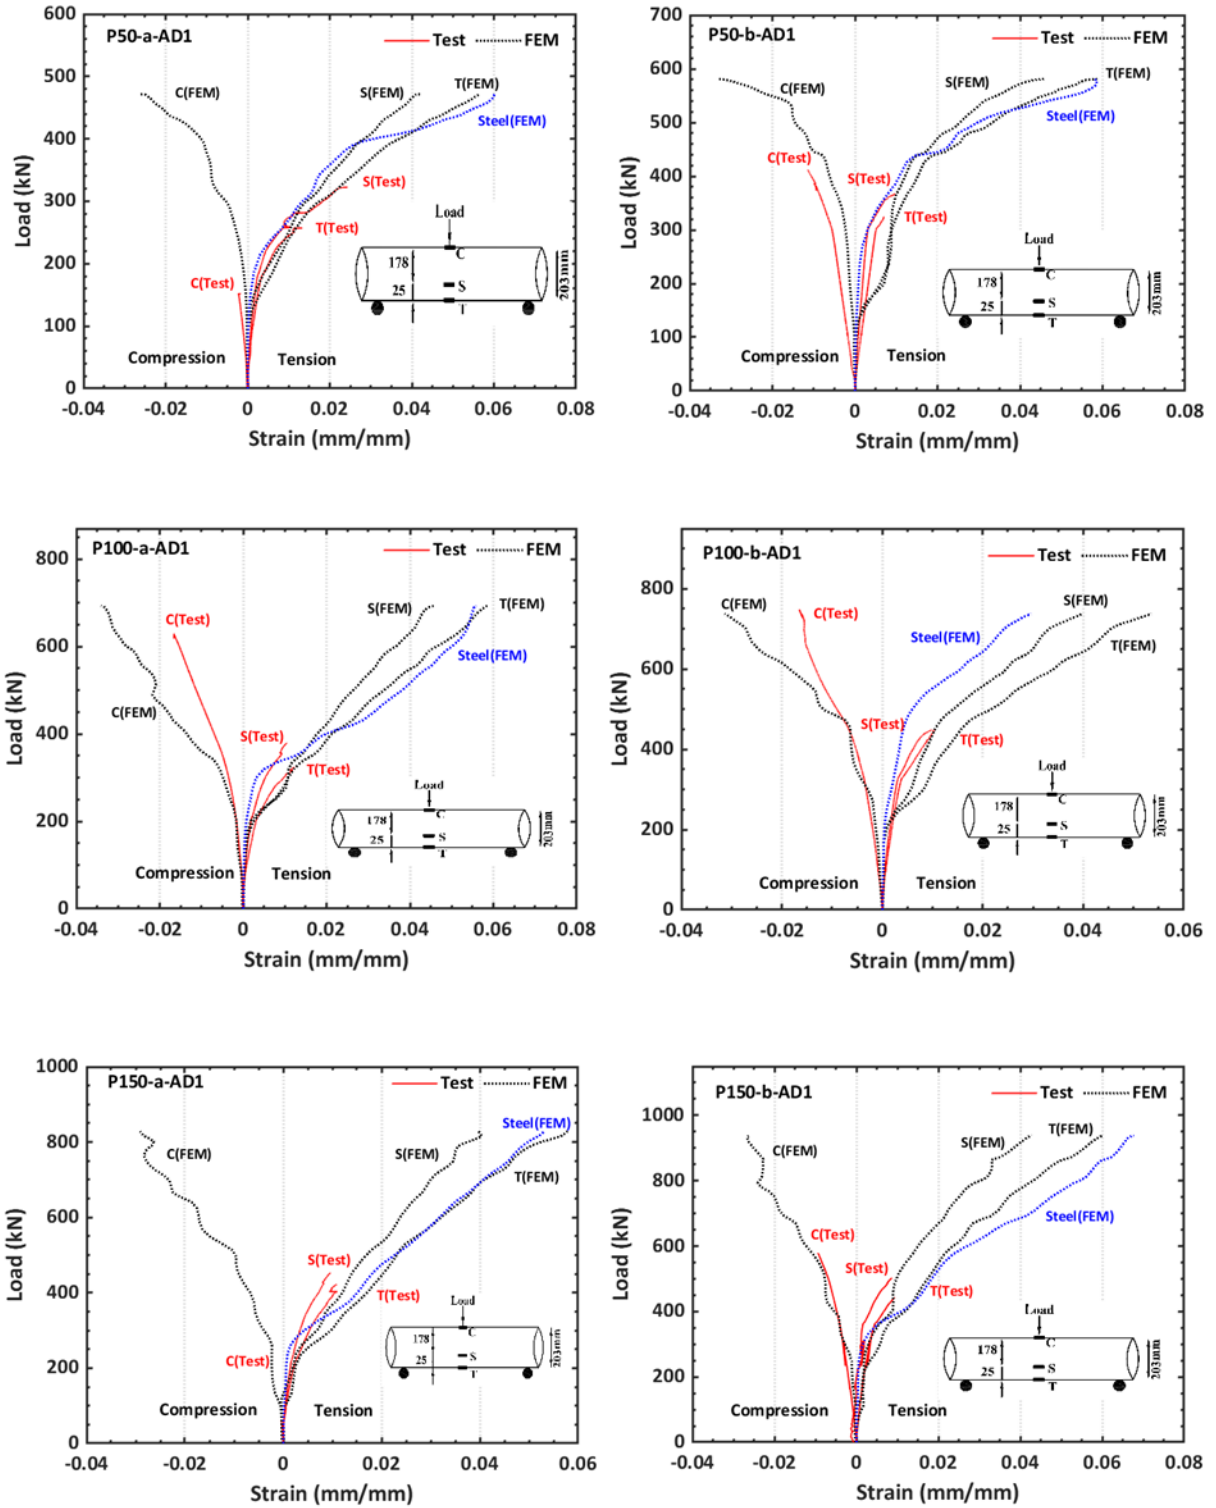 P50-a-AD1
Test
FEM
C(FEM)
S(FEM)
T(FEM)
Steel(FEM)
S(Test)
T(Test)
C(Test)
Load
178
25
C
S
T
203mm
Compression
Tension
600
500
400
300
200
100
0
-0.04 -0.02 0 0.02 0.04 0.06 0.08
Load (kN)
Strain (mm/mm)
P50-b-AD1
Test
FEM
C(FEM)
S(FEM)
T(FEM)
Steel(FEM)
C(Test)
S(Test)
T(Test)
Load
178
25
C
S
T
203mm
Compression
Tension
700
600
500
400
300
200
100
0
-0.04 -0.02 0 0.02 0.04 0.06 0.08
Load (kN)
Strain (mm/mm)
P100-a-AD1
Test
FEM
C(Test)
S(FEM)
T(FEM)
Steel(FEM)
C(FEM)
S(Test)
T(Test)
Load
178
25
C
S
T
203mm
Compression
Tension
800
600
400
200
0
-0.04 -0.02 0 0.02 0.04 0.06 0.08
Load (kN)
Strain (mm/mm)
P100-b-AD1
Test
FEM
C(FEM)
C(Test)
S(FEM)
Steel(FEM)
T(FEM)
S(Test)
T(Test)
Load
178
25
C
S
T
203mm
Compression
Tension
800
600
400
200
0
-0.04 -0.02 0 0.02 0.04 0.06
Load (kN)
Strain (mm/mm)
P150-a-AD1
Test
FEM
Steel(FEM)
C(FEM)
S(FEM)
T(FEM)
S(Test)
T(Test)
C(Test)
Load
178
25
C
S
T
203mm
Compression
Tension
1000
800
600
400
200
0
-0.04 -0.02 0 0.02 0.04 0.06
Load (kN)
Strain (mm/mm)
P150-b-AD1
Test
FEM
C(FEM)
S(FEM)
T(FEM)
Steel(FEM)
C(Test)
S(Test)
T(Test)
Load
178
25
C
S
T
203mm
Compression
Tension
1000
800
600
400
200
0
-0.04 -0.02 0 0.02 0.04 0.06 0.08
Load (kN)
Strain (mm/mm)